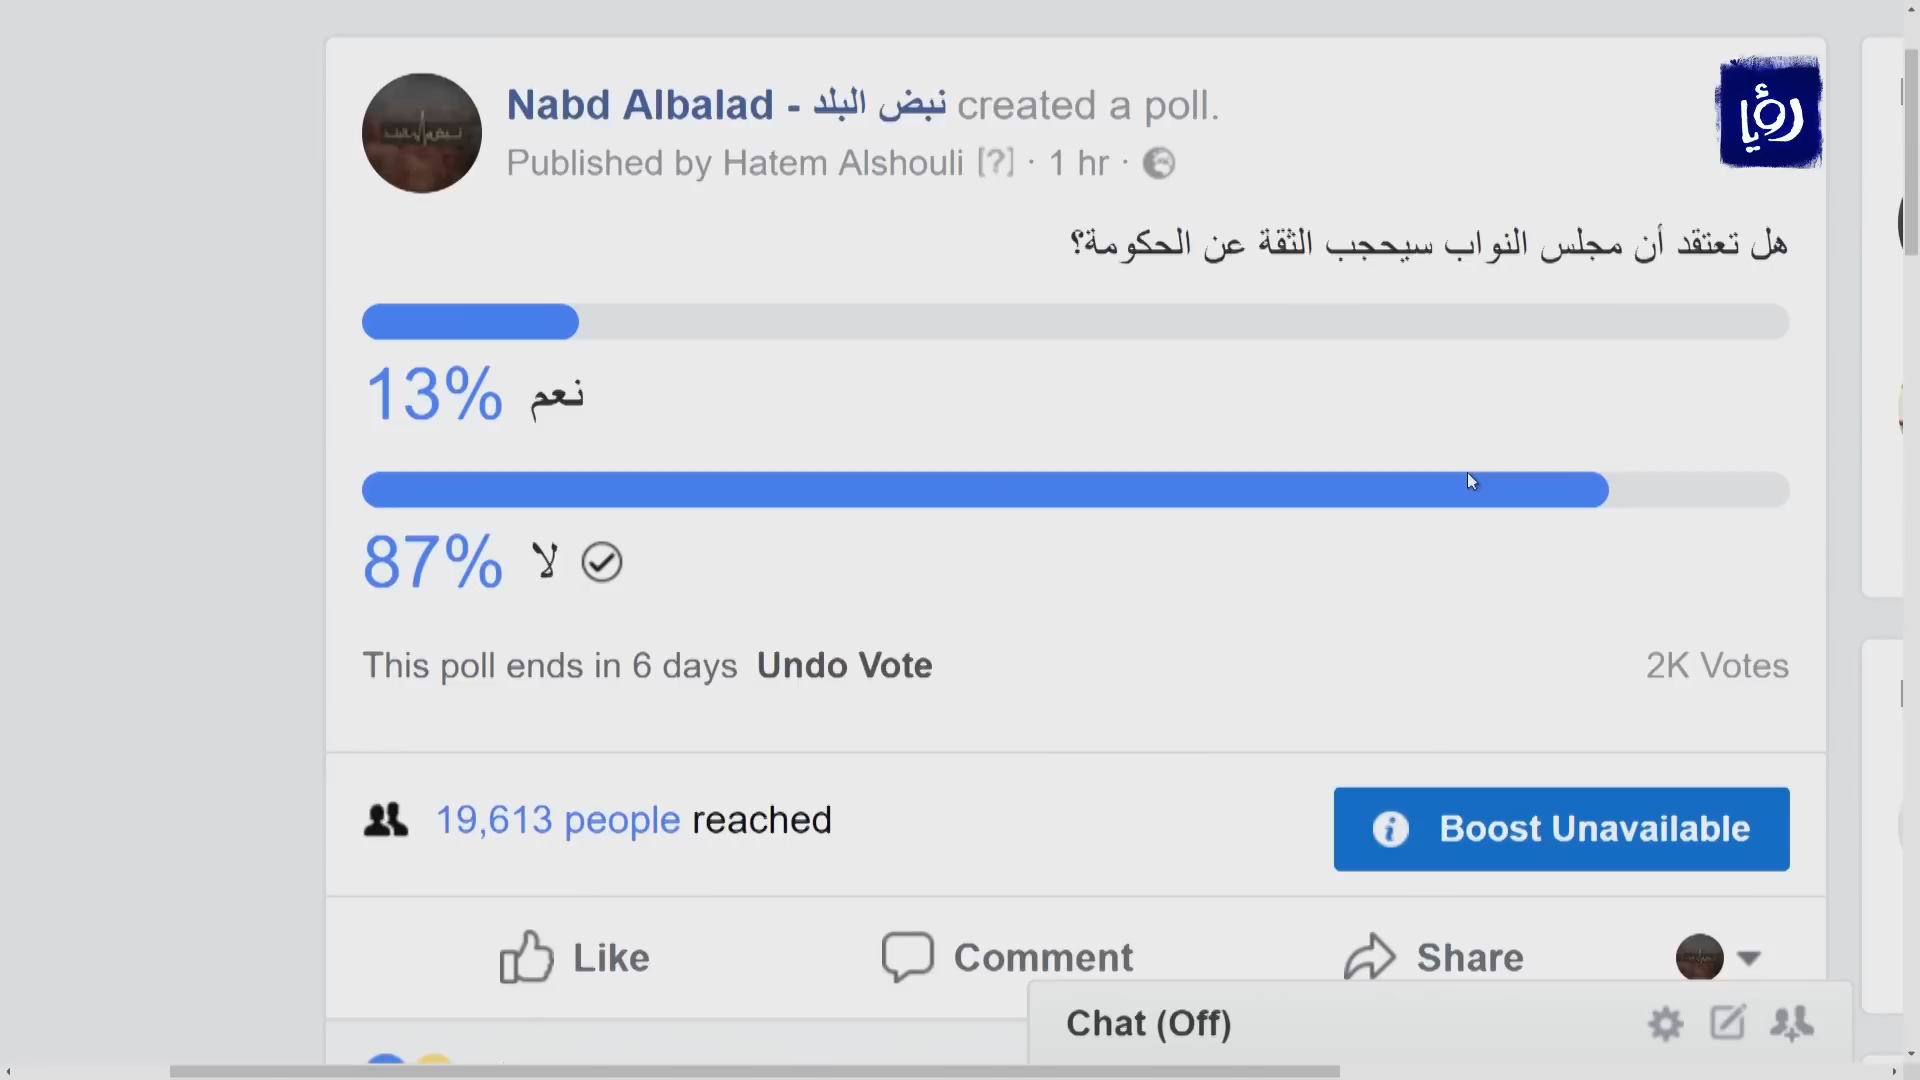 Nabd Albalad - نبض البلد created a poll.
Published by Hatem Alshouli [?] · 1 hr ·
رؤيا
هل تعتقد أن مجلس النواب سيحجب الثقة عن الحكومة؟
13% نعم
87% لا
This poll ends in 6 days Undo Vote
2K Votes
19,613 people reached
Boost Unavailable
Like
Comment
Share
Chat (Off)